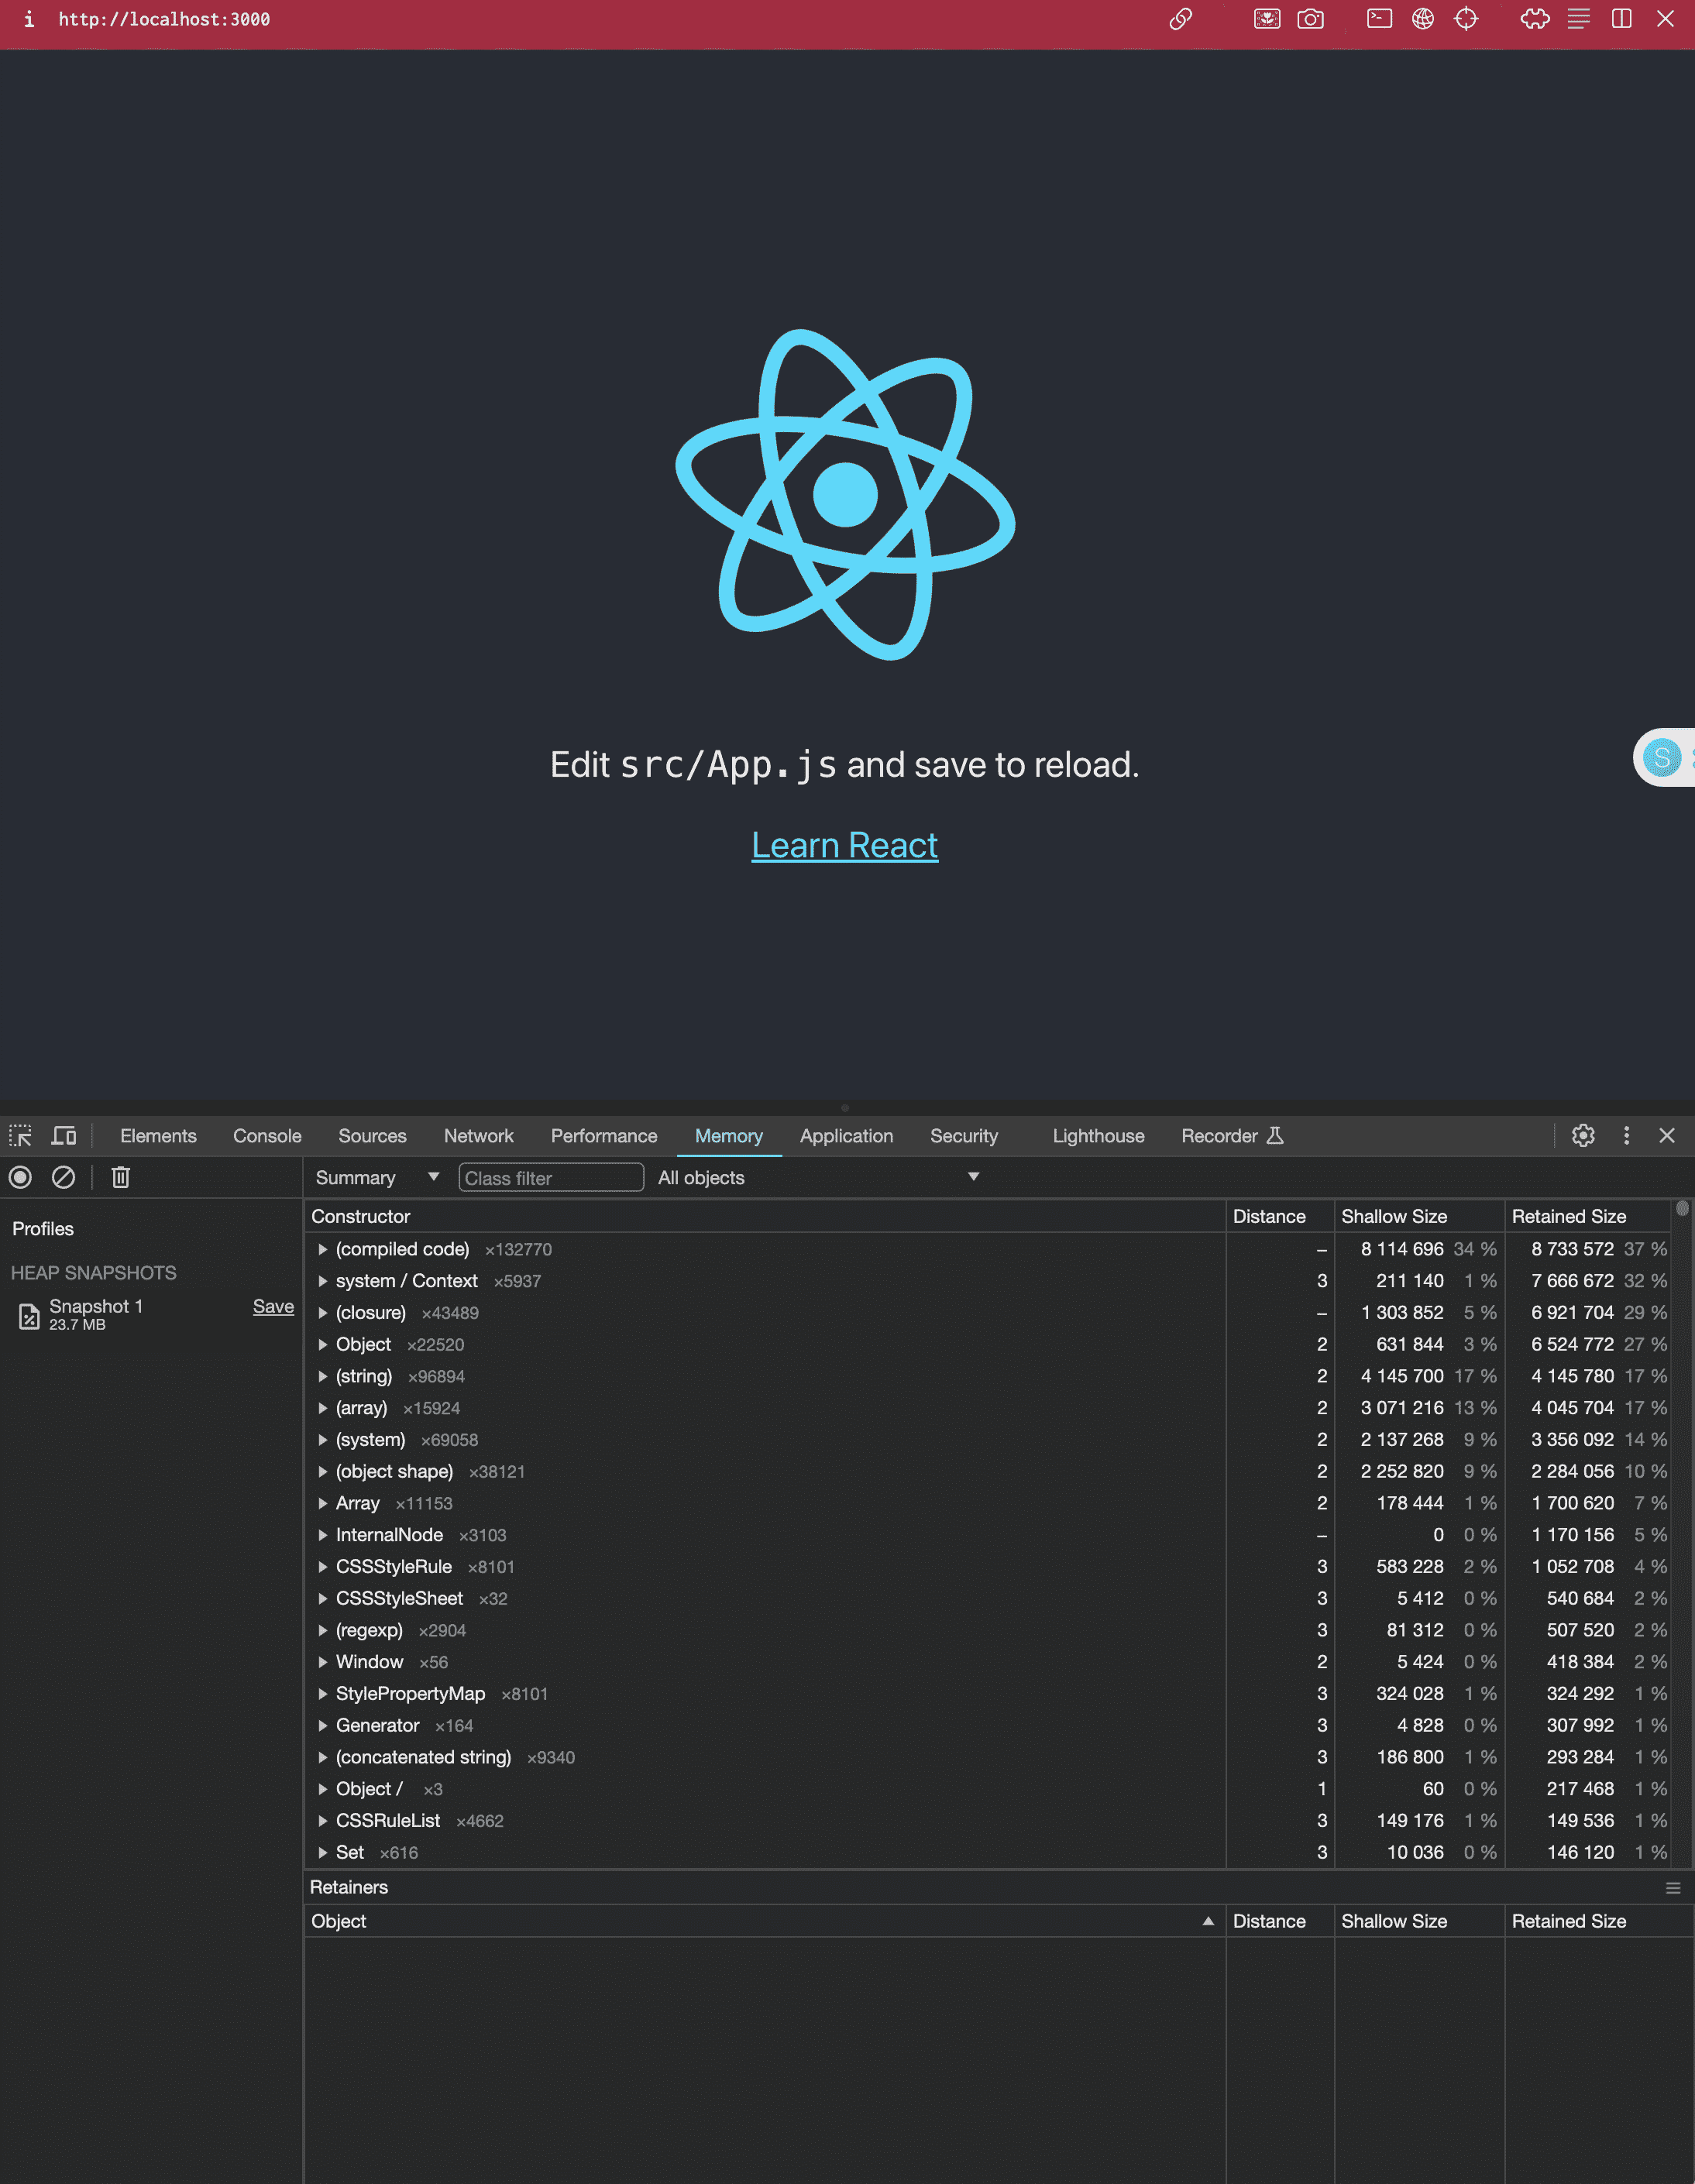 http://localhost:3000
Edit src/App.js and save to reload.
Learn React
Elements Console Sources Network Performance Memory Application Security Lighthouse Recorder
Summary Class filter All objects
Profiles
HEAP SNAPSHOTS
Snapshot 1 Save
23.7 MB
Constructor Distance Shallow Size Retained Size
(compiled code) ×132770 – 8 114 696 34 % 8 733 572 37 %
system / Context ×5937 3 211 140 1 % 7 666 672 32 %
(closure) ×43489 – 1 303 852 5 % 6 921 704 29 %
Object ×22520 2 631 844 3 % 6 524 772 27 %
(string) ×96894 2 4 145 700 17 % 4 145 780 17 %
(array) ×15924 2 3 071 216 13 % 4 045 704 17 %
(system) ×69058 2 2 137 268 9 % 3 356 092 14 %
(object shape) ×38121 2 2 252 820 9 % 2 284 056 10 %
Array ×11153 2 178 444 1 % 1 700 620 7 %
InternalNode ×3103 – 0 0 % 1 170 156 5 %
CSSStyleRule ×8101 3 583 228 2 % 1 052 708 4 %
CSSStyleSheet ×32 3 5 412 0 % 540 684 2 %
(regexp) ×2904 3 81 312 0 % 507 520 2 %
Window ×56 2 5 424 0 % 418 384 2 %
StylePropertyMap ×8101 3 324 028 1 % 324 292 1 %
Generator ×164 3 4 828 0 % 307 992 1 %
(concatenated string) ×9340 3 186 800 1 % 293 284 1 %
Object / ×3 1 60 0 % 217 468 1 %
CSSRuleList ×4662 3 149 176 1 % 149 536 1 %
Set ×616 3 10 036 0 % 146 120 1 %
Retainers
Object Distance Shallow Size Retained Size